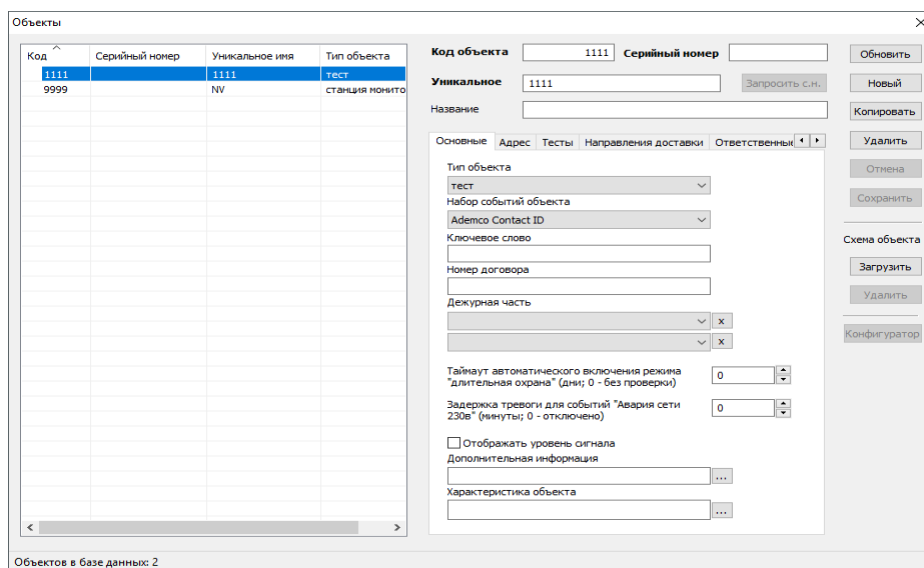 Объекты
Код Серийный номер Уникальное имя Тип объекта
1111 1111 тест
9999 NV станция монито
Объектов в базе данных: 2
Код объекта 1111 Серийный номер
Уникальное 1111 Запросить с.н.
Название
Основные Адрес Тесты Направления доставки Ответственные
Тип объекта
тест
Набор событий объекта
Ademco Contact ID
Ключевое слово
Номер договора
Дежурная часть
x
x
Таймаут автоматического включения режима
"длительная охрана" (дни; 0 - без проверки) 0
Задержка тревоги для событий "Авария сети
230в" (минуты; 0 - отключено) 0
Отображать уровень сигнала
Дополнительная информация
...
Характеристика объекта
...
Обновить
Новый
Копировать
Удалить
Отмена
Сохранить
Схема объекта
Загрузить
Удалить
Конфигуратор